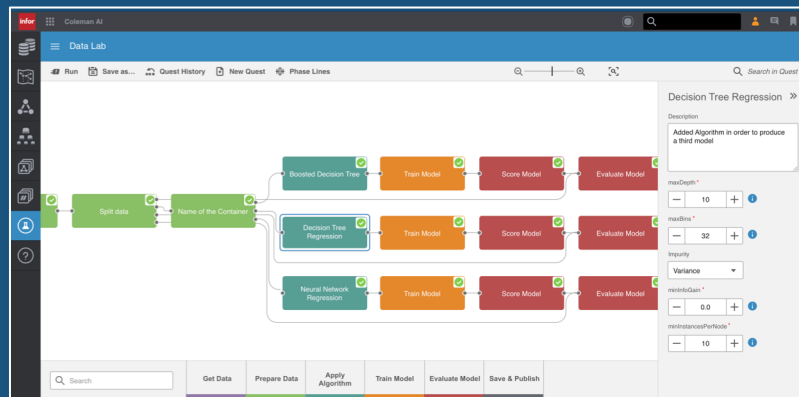 infor
Coleman AI
Data Lab
Run
Save as...
Quest History
New Quest
Phase Lines
Search in Quest
Decision Tree Regression
Description
Added Algorithm in order to produce
a third model
maxDepth *
10
maxBins *
32
Impurity
Variance
minInfoGain *
0.0
minInstancesPerNode *
10
Split data
Name of the Container
Boosted Decision Tree
Train
Model
Score Model
Evaluate Model
Decision Tree
Regression
Train
Model
Score Model
Evaluate Model
Neural Network
Regression
Train
Model
Score Model
Evaluate Model
Search
Get Data
Prepare Data
Apply
Algorithm
Train Model
Evaluate Model
Save & Publish